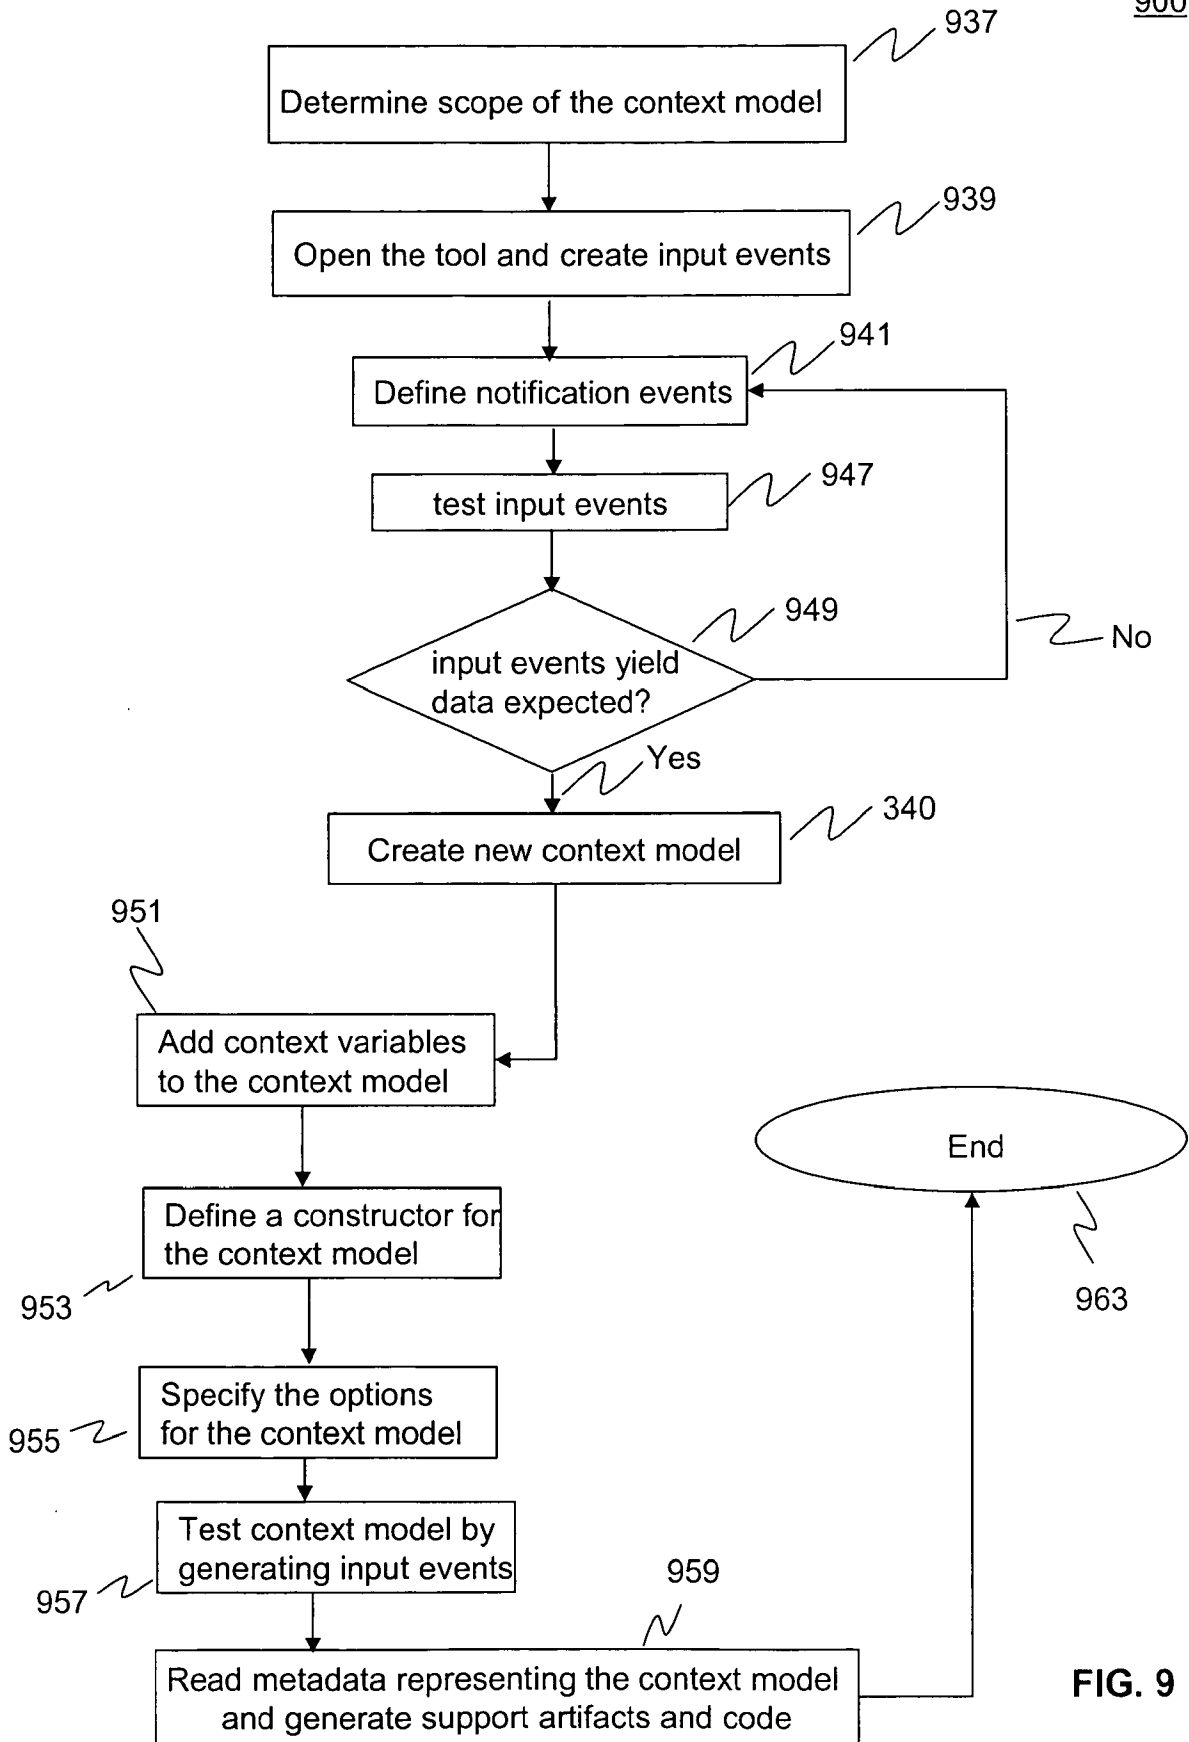 900
937
Determine scope of the context model
939
Open the tool and create input events
941
Define notification events
947
test input events
949
input events yield
data expected?
No
Yes
340
Create new context model
951
Add context variables
to the context model
End
Define a constructor for
the context model
953
963
Specify the options
for the context model
955
Test context model by
generating input events
957
959
Read metadata representing the context model
and generate support artifacts and code
FIG. 9